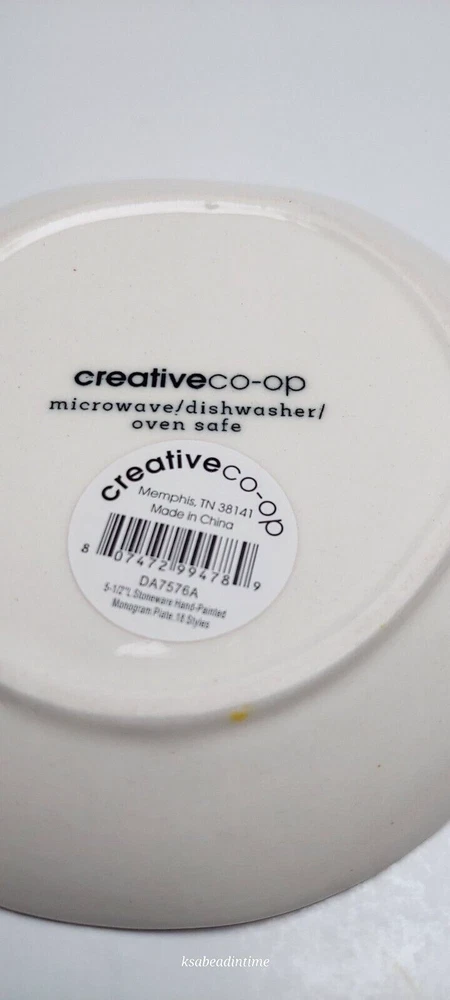 creativeco-op
microwave/dishwasher/
oven safe
creativeco-op
Memphis, TN 38141
Made in China
8 07472 99478 9
DA7576A
5-1/2"L Stoneware Hand-Painted
Monogram Plate, 16 Styles
ksabeadintime